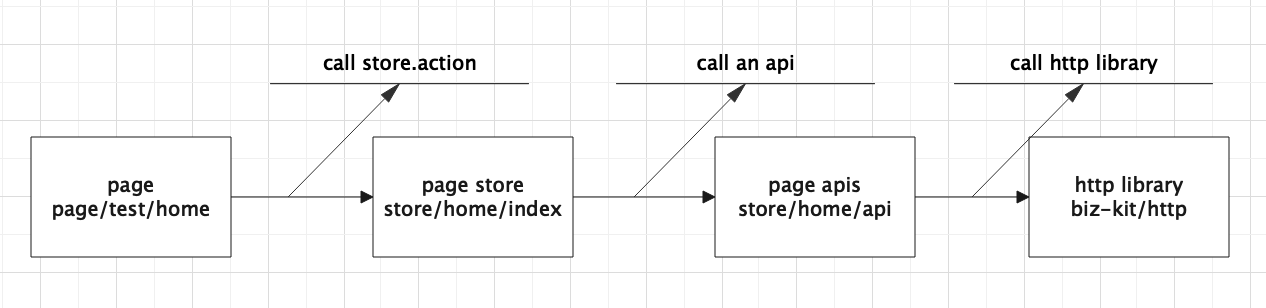 call store.action
call an api
call http library
page
page/test/home
page store
store/home/index
page apis
store/home/api
http library
biz-kit/http